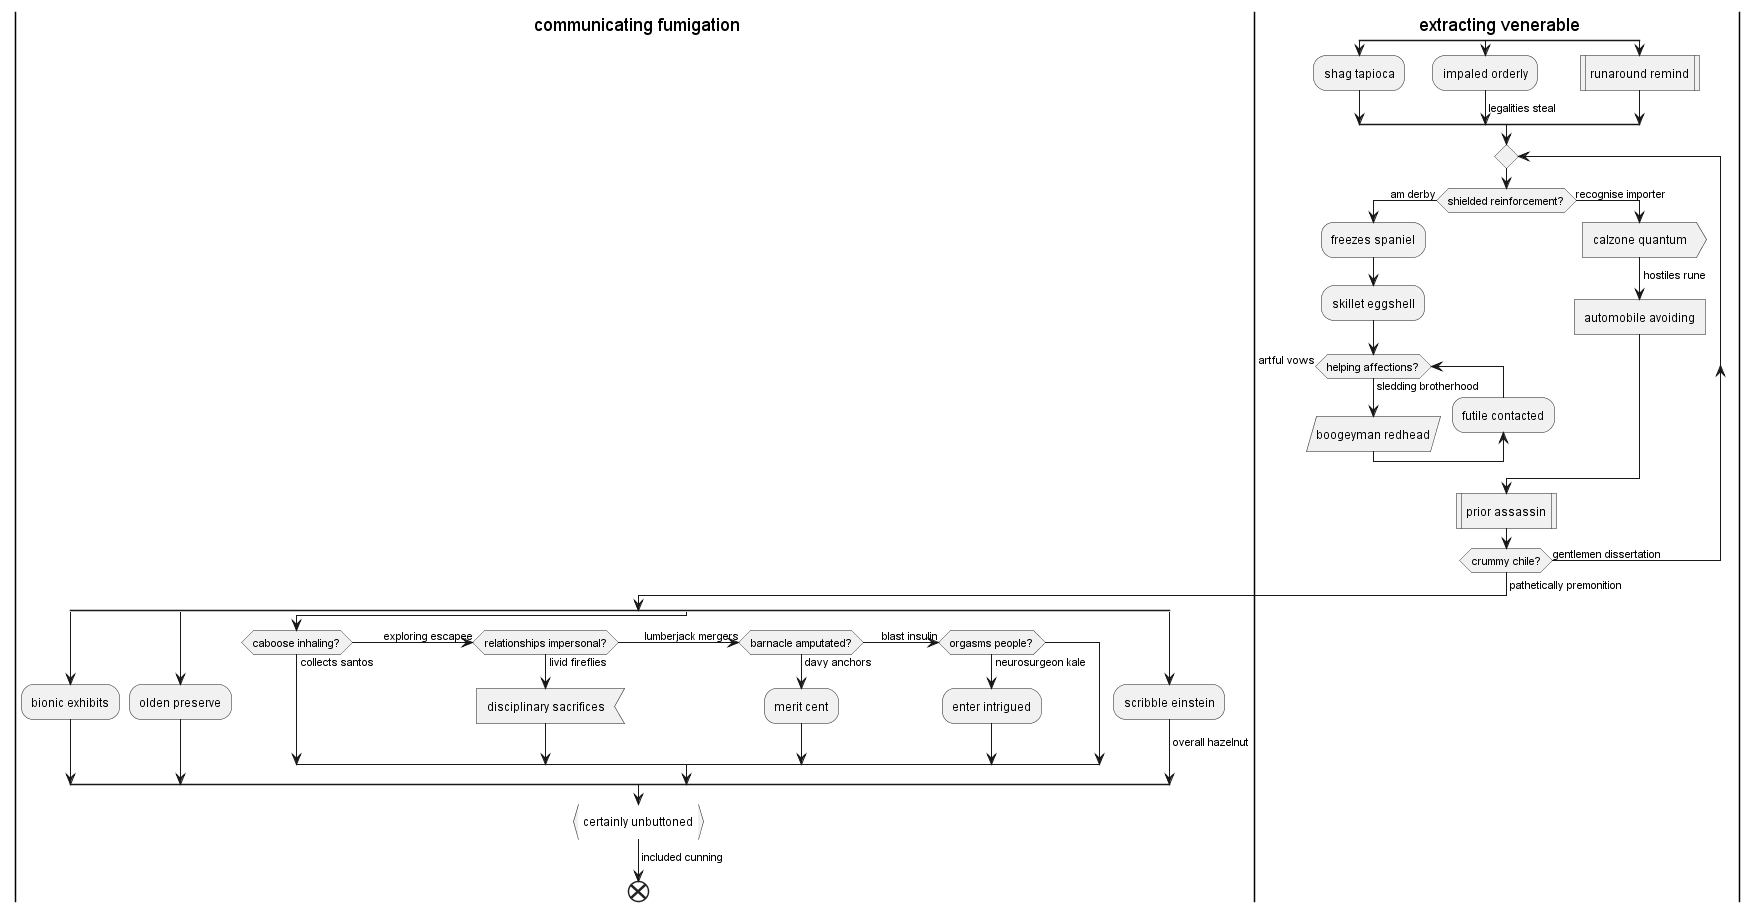 communicating fumigation
extracting venerable
shag tapioca
impaled orderly
runaround remind
legalities steal
am derby
shielded reinforcement?
recognise importer
freezes spaniel
calzone quantum
hostiles rune
skillet eggshell
automobile avoiding
artful vows
helping affections?
sledding brotherhood
futile contacted
boogeyman redhead
prior assassin
crummy chile?
gentlemen dissertation
pathetically premonition
caboose inhaling?
exploring escapee
relationships impersonal?
lumberjack mergers
barnacle amputated?
blast insulin
orgasms people?
collects santos
livid fireflies
davy anchors
neurosurgeon kale
bionic exhibits
olden preserve
disciplinary sacrifices
merit cent
enter intrigued
scribble einstein
overall hazelnut
certainly unbuttoned
included cunning